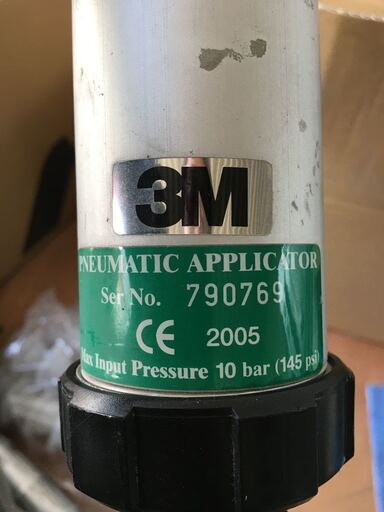 3M
PNEUMATIC APPLICATOR
Ser No. 790769
CE 2005
Max Input Pressure 10 bar (145 psi)